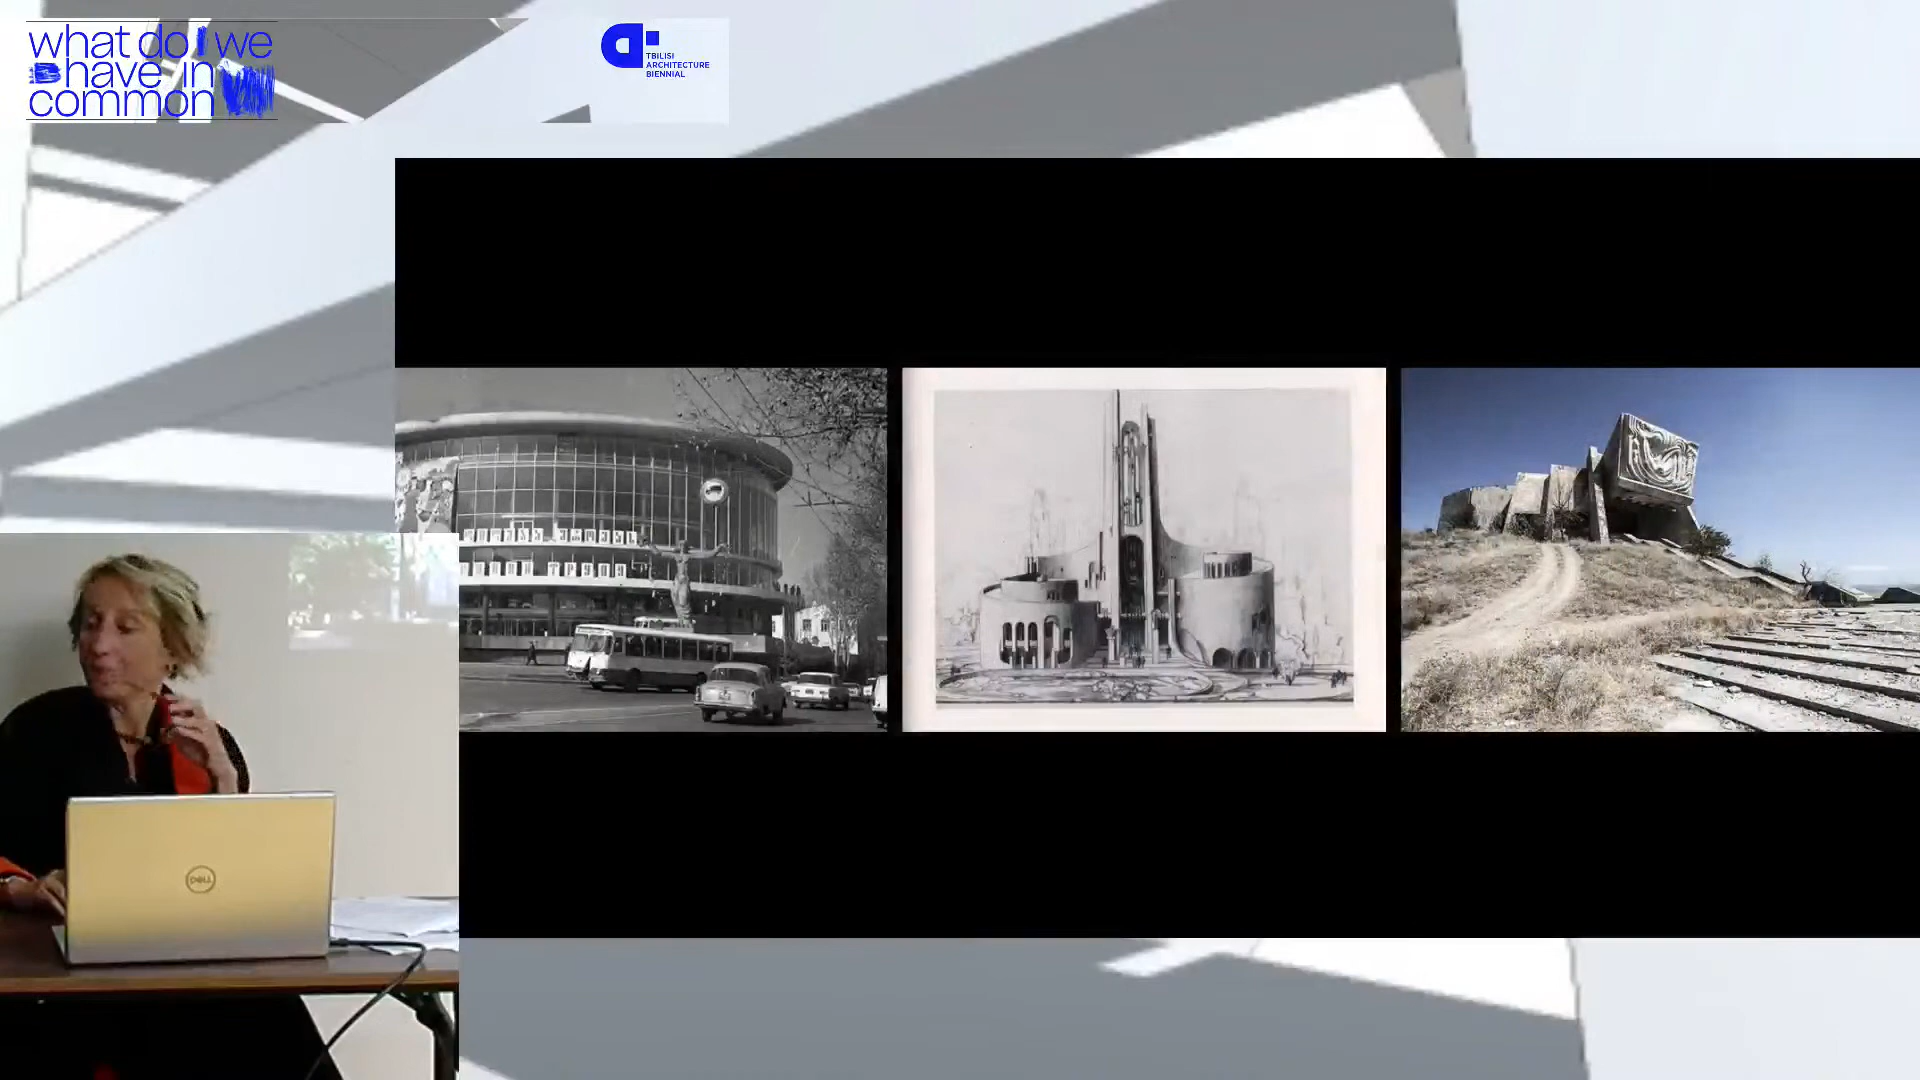 what do we
have in
common
TBILISI
ARCHITECTURE
BIENNIAL
DELL